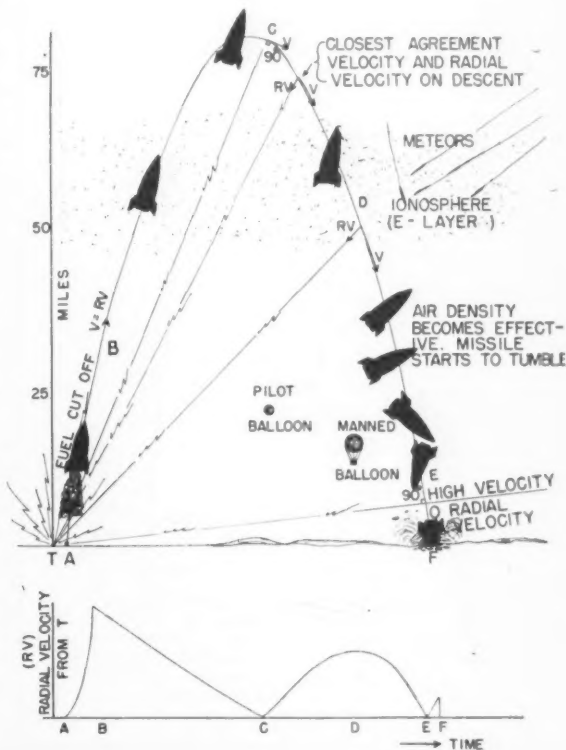 C
V
90
75
CLOSEST AGREEMENT
VELOCITY AND RADIAL
VELOCITY ON DESCENT
RV
V
METEORS
IONOSPHERE
(E-LAYER)
50
D
RV
V
MILES
V=RV
B
FUEL CUT OFF
AIR DENSITY
BECOMES EFFECT-
IVE. MISSILE
STARTS TO TUMBLE
25
PILOT
BALLOON
MANNED
BALLOON
E
90
HIGH VELOCITY
O RADIAL
VELOCITY
T
A
F
(RV)
RADIAL VELOCITY
FROM T
A
B
C
D
E
F
TIME